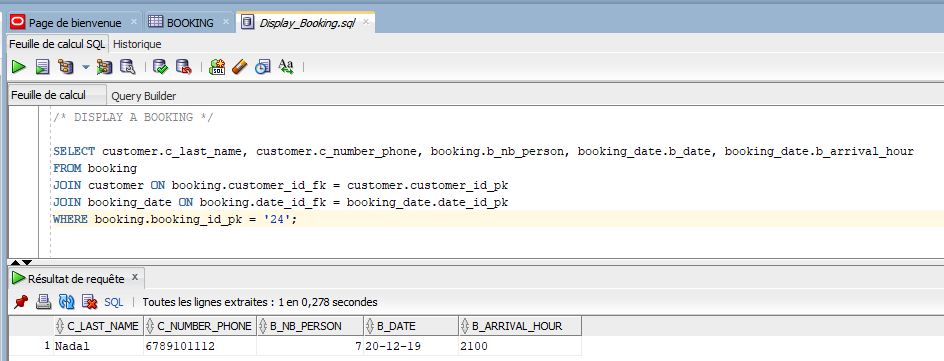 Page de bienvenue × BOOKING × Display_Booking.sql ×
Feuille de calcul SQL Historique
Feuille de calcul Query Builder
/* DISPLAY A BOOKING */
SELECT customer.c_last_name, customer.c_number_phone, booking.b_nb_person, booking_date.b_date, booking_date.b_arrival_hour
FROM booking
JOIN customer ON booking.customer_id_fk = customer.customer_id_pk
JOIN booking_date ON booking.date_id_fk = booking_date.date_id_pk
WHERE booking.booking_id_pk = '24';
Résultat de requête ×
SQL | Toutes les lignes extraites : 1 en 0,278 secondes
C_LAST_NAME C_NUMBER_PHONE B_NB_PERSON B_DATE B_ARRIVAL_HOUR
1 Nadal 6789101112 7 20-12-19 2100